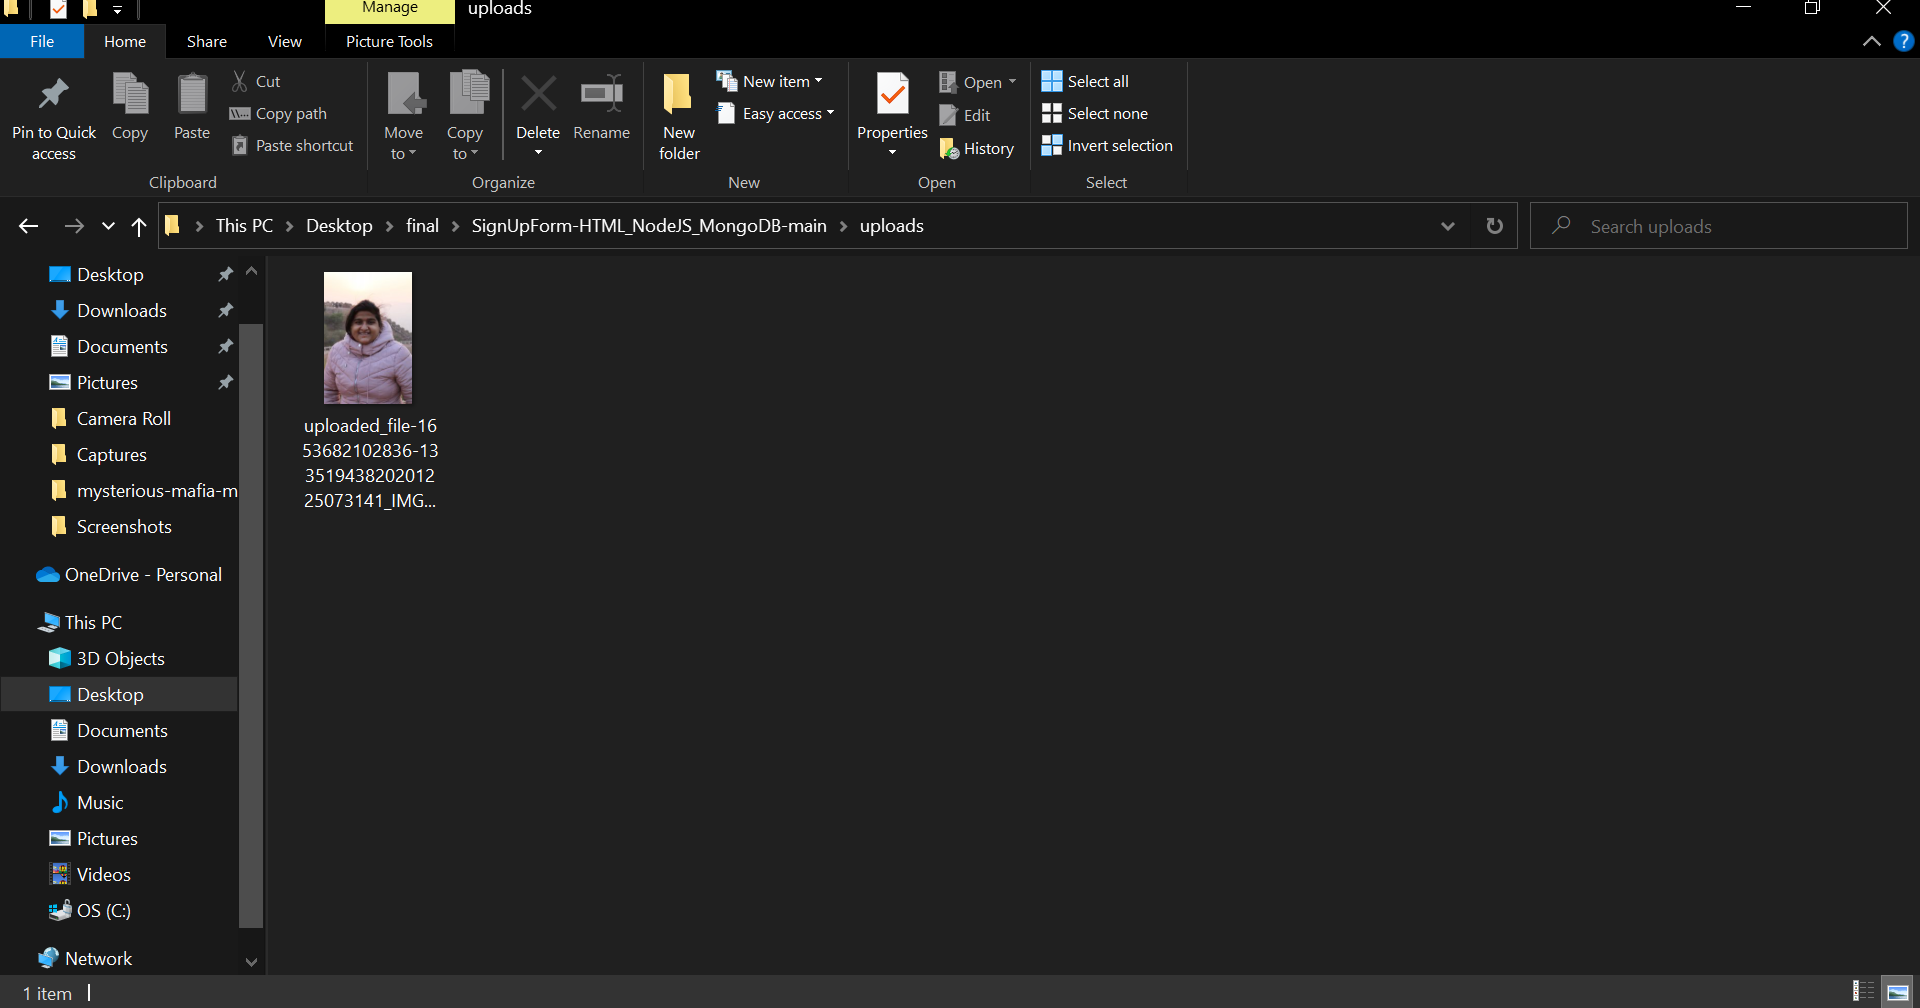 Manage
uploads
File
Home
Share
View
Picture Tools
Pin to Quick
access
Copy
Paste
Cut
Copy path
Paste shortcut
Clipboard
Move
to
Copy
to
Delete
Rename
Organize
New
folder
New item
Easy access
New
Properties
Open
Edit
History
Open
Select all
Select none
Invert selection
Select
This PC
Desktop
final
SignUpForm-HTML_NodeJS_MongoDB-main
uploads
Search uploads
Desktop
Downloads
Documents
Pictures
Camera Roll
Captures
mysterious-mafia-m
Screenshots
OneDrive - Personal
This PC
3D Objects
Desktop
Documents
Downloads
Music
Pictures
Videos
OS (C:)
Network
uploaded_file-16
53682102836-13
3519438202012
25073141_IMG...
1 item